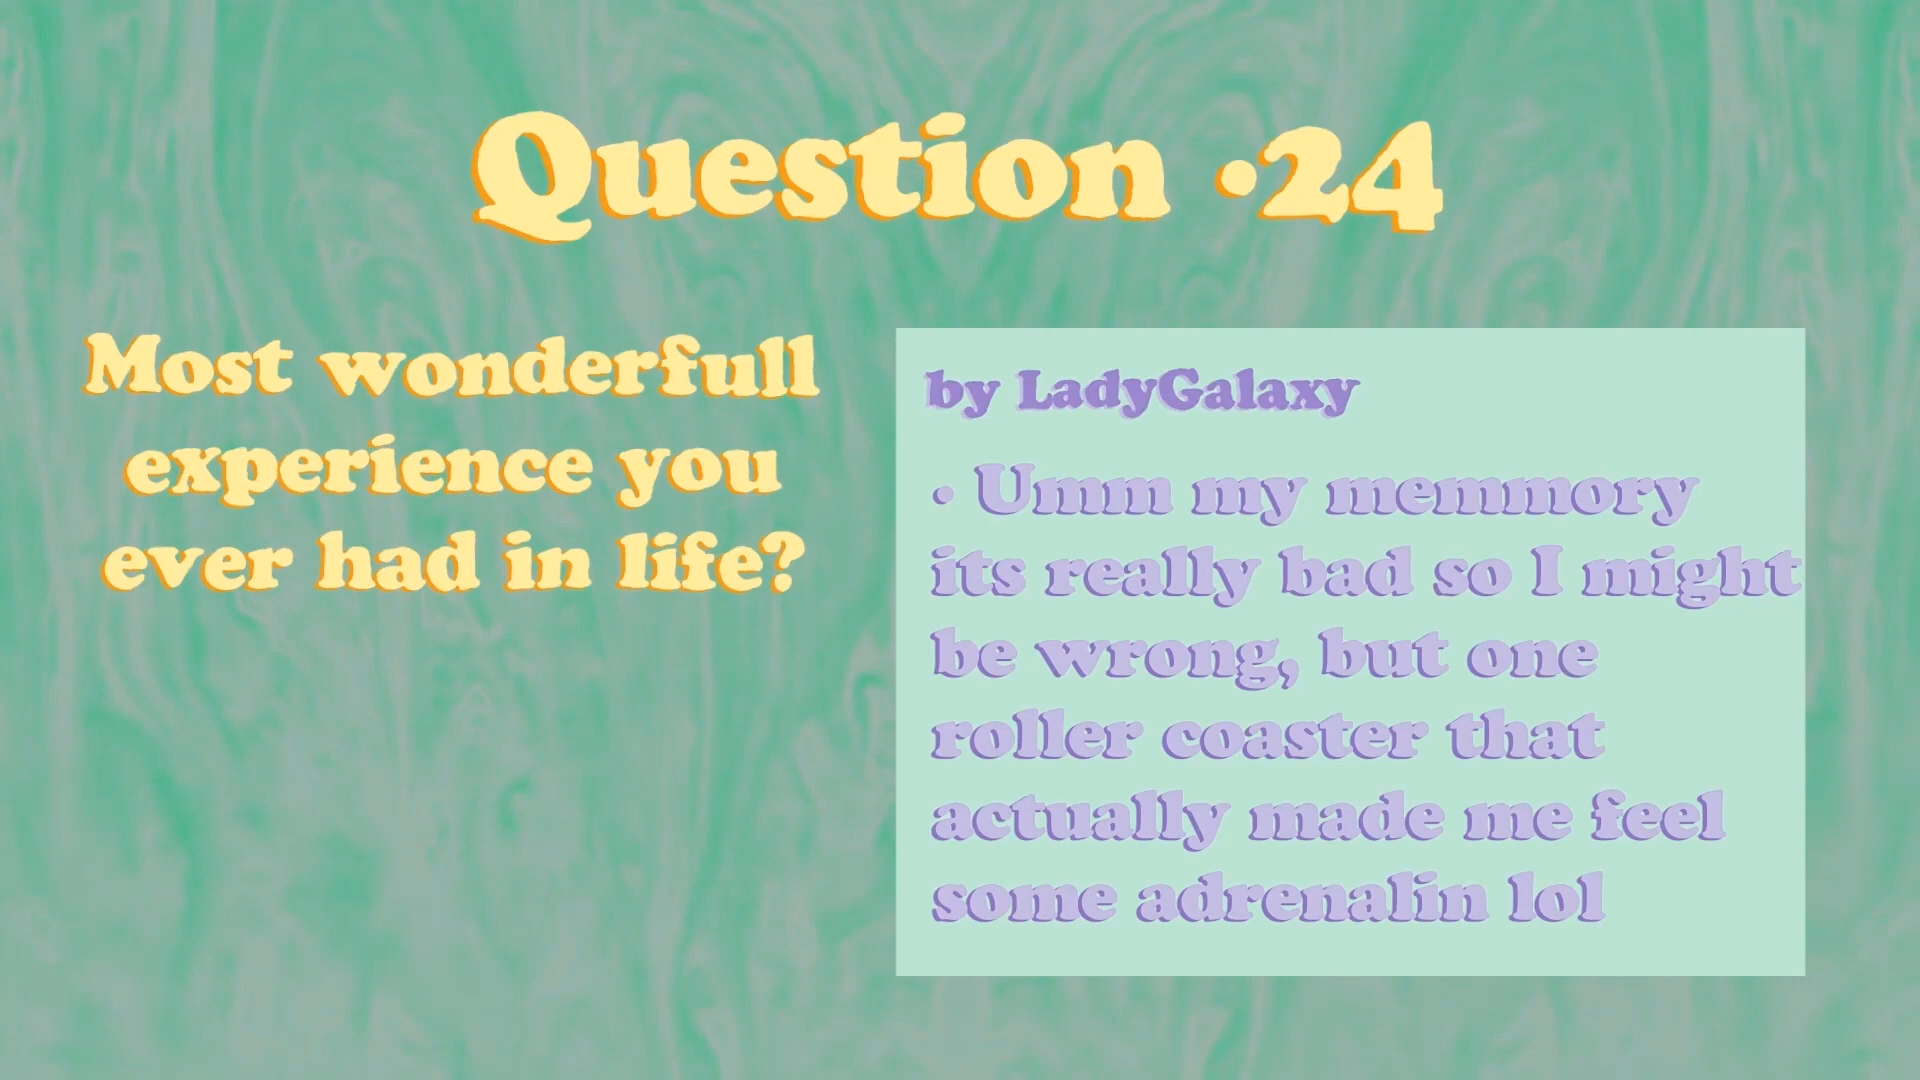 Question •24
Most wonderfull
experience you
ever had in life?
by LadyGalaxy
• Umm my memmory
its really bad so I might
be wrong, but one
roller coaster that
actually made me feel
some adrenalin lol